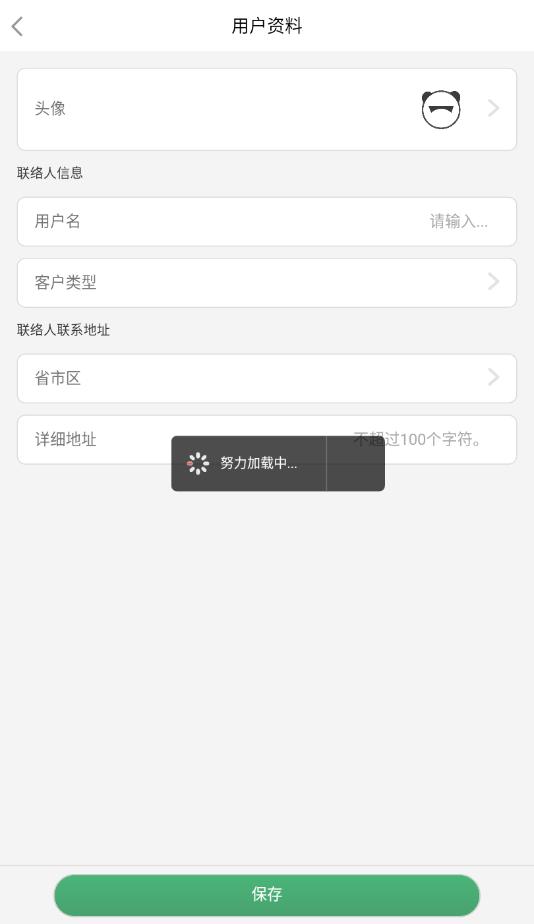 用户资料
头像
联络人信息
用户名
请输入...
客户类型
联络人联系地址
省市区
详细地址
不超过100个字符。
努力加载中...
保存